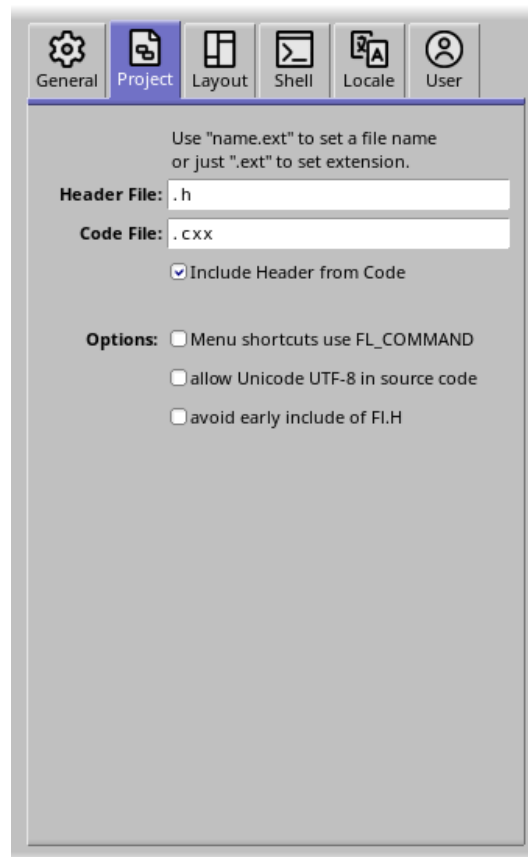 General Project Layout Shell Locale User
Use "name.ext" to set a file name
or just ".ext" to set extension.
Header File: .h
Code File: .cxx
Include Header from Code
Options: Menu shortcuts use FL_COMMAND
allow Unicode UTF-8 in source code
avoid early include of Fl.H